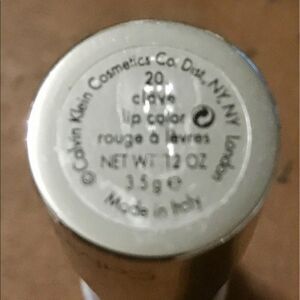 © Calvin Klein Cosmetics Co. Dist., NY, NY London
20
clove
lip color
rouge à lèvres
NET WT .12 OZ
3.5 g ℮
Made in Italy